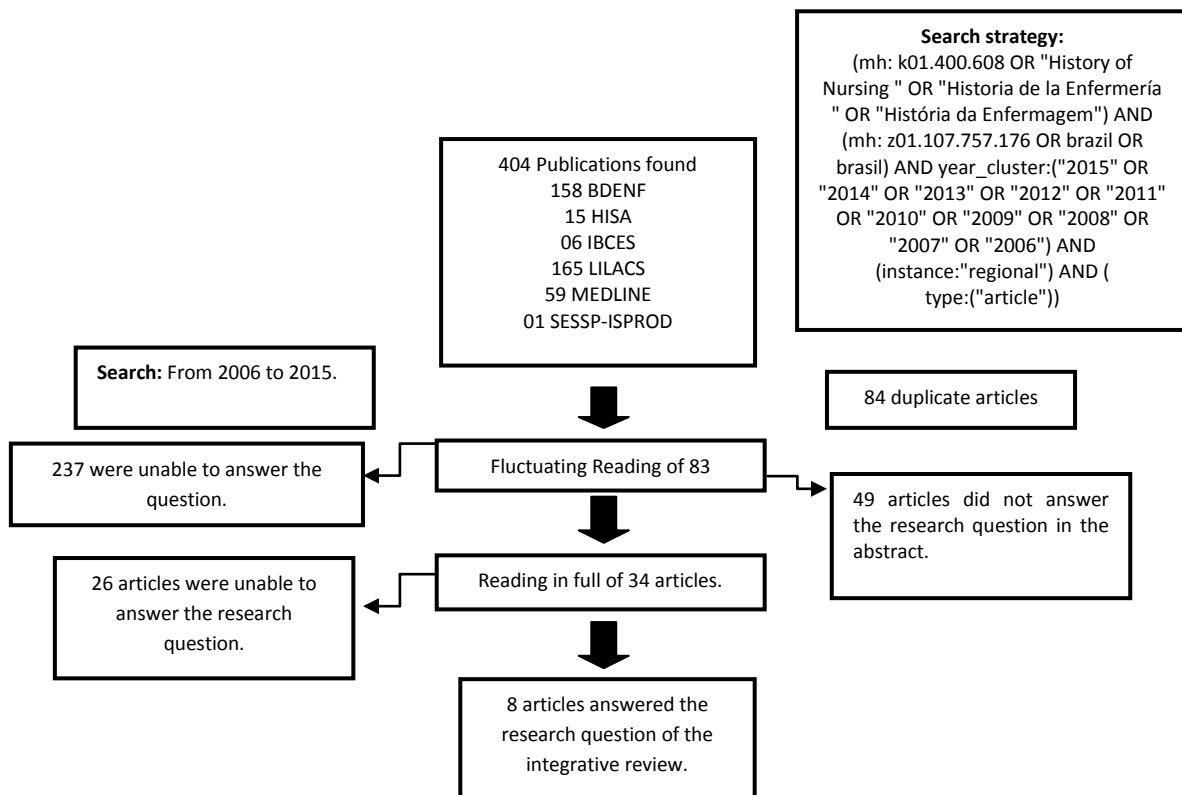 Search strategy:
(mh: k01.400.608 OR "History of
Nursing " OR "Historia de la Enfermería
" OR "História da Enfermagem") AND
(mh: z01.107.757.176 OR brazil OR
brasil) AND year_cluster:("2015" OR
"2014" OR "2013" OR "2012" OR "2011"
OR "2010" OR "2009" OR "2008" OR
"2007" OR "2006") AND
(instance:"regional") AND (
type:("article"))
404 Publications found
158 BDENF
15 HISA
06 IBCES
165 LILACS
59 MEDLINE
01 SESSP-ISPROD
Search: From 2006 to 2015.
84 duplicate articles
237 were unable to answer the
question.
Fluctuating Reading of 83
49 articles did not answer
the research question in the
abstract.
26 articles were unable to
answer the research
question.
Reading in full of 34 articles.
8 articles answered the
research question of the
integrative review.